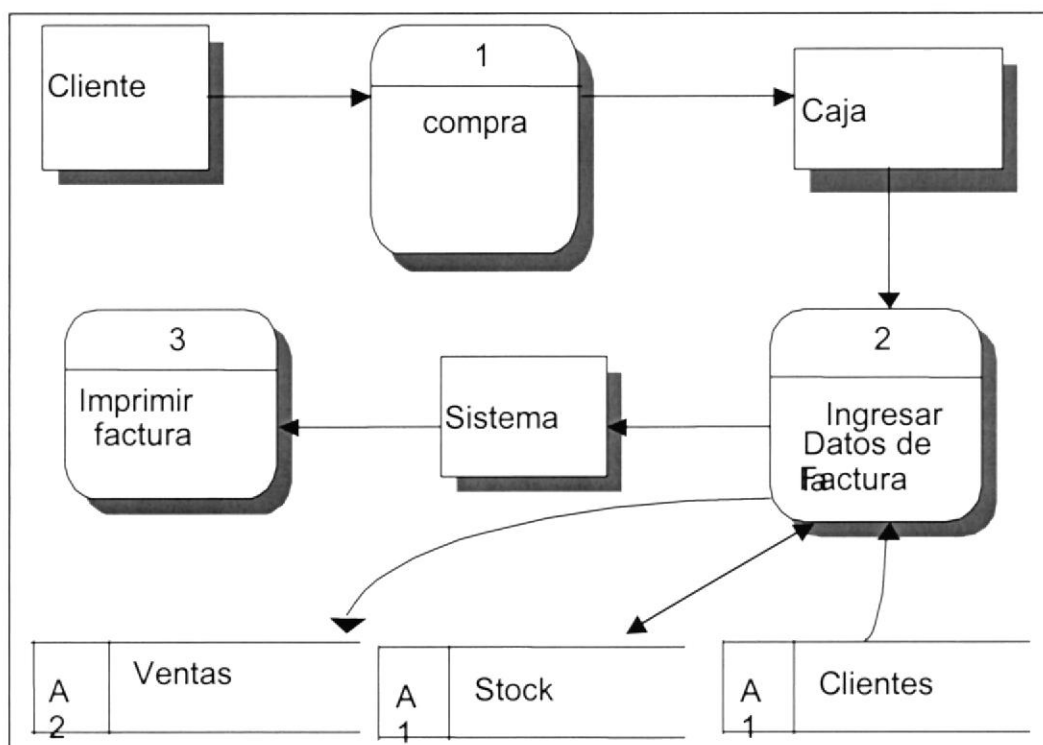 Cliente
1
compra
Caja
3
Imprimir
factura
Sistema
2
Ingresar
Datos de
la
Factura
A
2
Ventas
A
1
Stock
A
1
Clientes